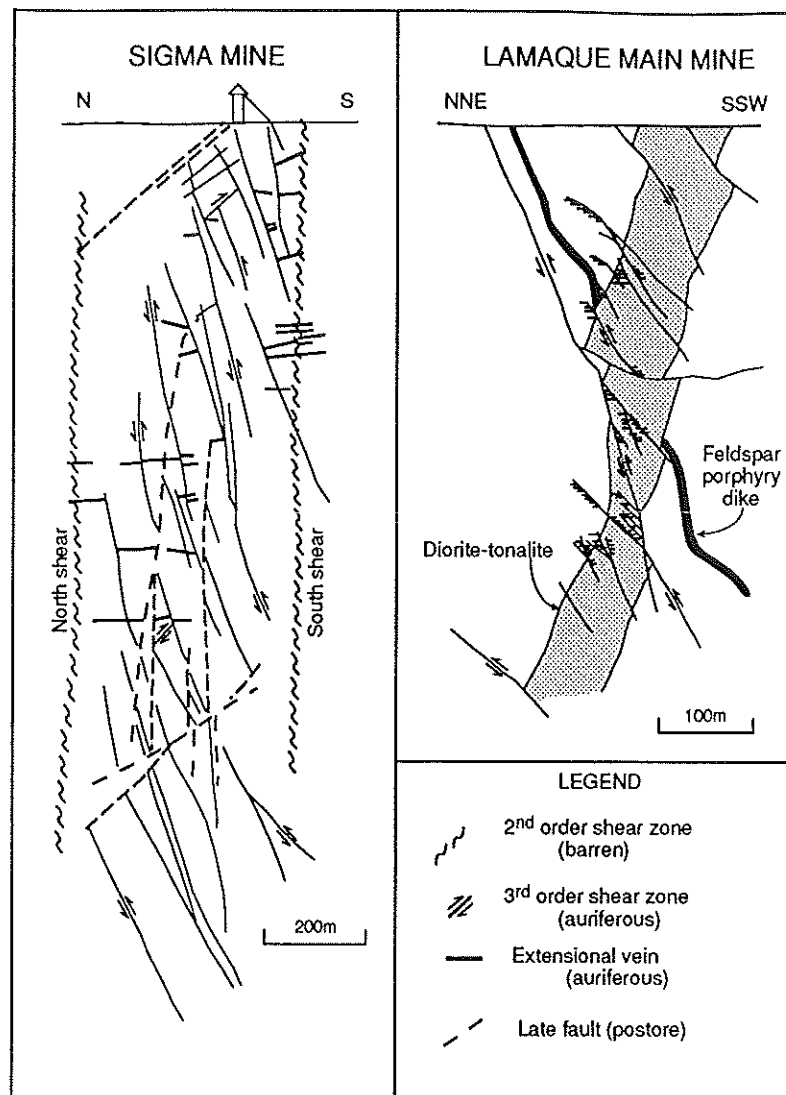 SIGMA MINE
N
S
North shear
South shear
200m
LAMAQUE MAIN MINE
NNE
SSW
Feldspar
porphyry
dike
Diorite-tonalite
100m
LEGEND
2nd order shear zone
(barren)
3rd order shear zone
(auriferous)
Extensional vein
(auriferous)
Late fault (postore)